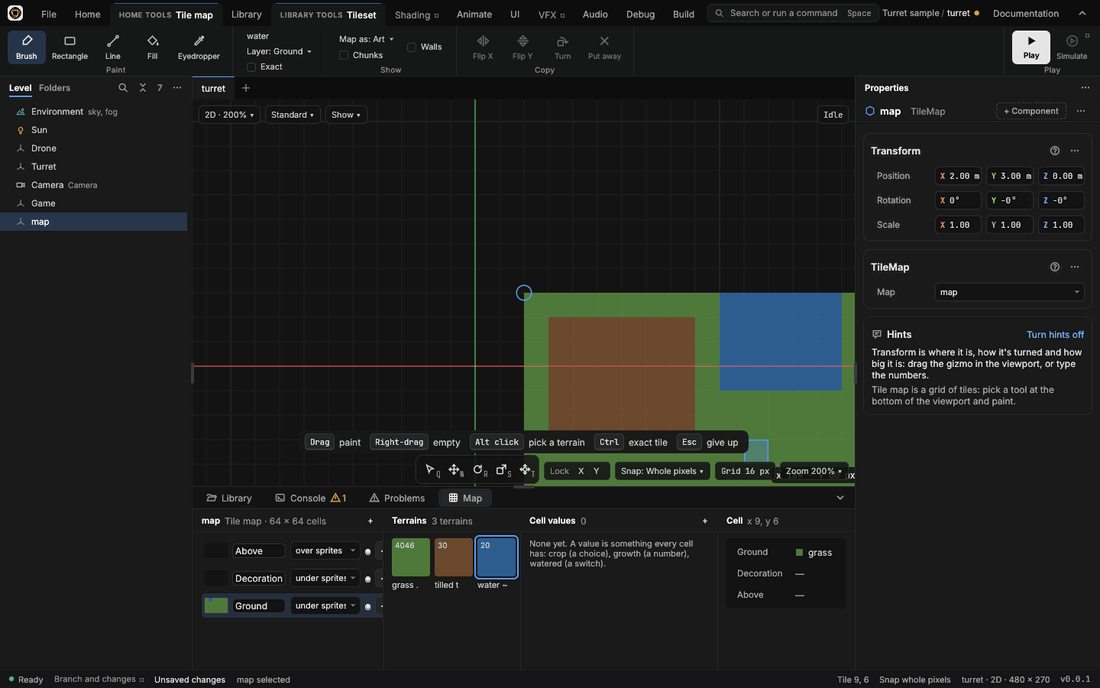 File Home HOME TOOLS Tile map Library LIBRARY TOOLS Tileset Shading Animate UI VFX Audio Debug Build Search or run a command Space Turret sample / turret Documentation
Brush Rectangle Line Fill Eyedropper
Paint
water
Layer: Ground
Exact
Map as: Art
Chunks
Walls
Show
Flip X Flip Y Turn Put away
Copy
Play Simulate
Play
Level Folders 7
Environment sky, fog
Sun
Drone
Turret
Camera Camera
Game
map
turret
2D · 200% Standard Show Idle
Drag paint Right-drag empty Alt click pick a terrain Ctrl exact tile Esc give up
Q W R S T Lock X Y Snap: Whole pixels Grid 16 px Zoom 200%
Library Console 1 Problems Map
map Tile map · 64 × 64 cells
Above over sprites
Decoration under sprites
Ground under sprites
Terrains 3 terrains
4046 30 20
grass . tilled t water ~
Cell values 0
None yet. A value is something every cell
has: crop (a choice), growth (a number),
watered (a switch).
Cell x 9, y 6
Ground grass
Decoration —
Above —
Properties
map TileMap + Component
Transform
Position X 2.00 m Y 3.00 m Z 0.00 m
Rotation X 0° Y -0° Z -0°
Scale X 1.00 Y 1.00 Z 1.00
TileMap
Map map
Hints Turn hints off
Transform is where it is, how it's turned and how
big it is: drag the gizmo in the viewport, or type
the numbers.
Tile map is a grid of tiles: pick a tool at the
bottom of the viewport and paint.
Ready Branch and changes Unsaved changes map selected Tile 9, 6 Snap whole pixels turret · 2D · 480 × 270 v0.0.1